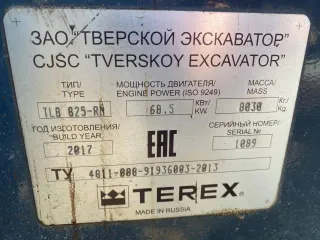 ЗАО "ТВЕРСКОЙ ЭКСКАВАТОР"
CJSC "TVERSKOY EXCAVATOR"
ТИП/ МОЩНОСТЬ ДВИГАТЕЛЯ/ МАССА/
TYPE ENGINE POWER (ISO 9249) MASS
TLB 825-RM 68.5 КВт/ KW 8030 Кг/ Kg.
ГОД ИЗГОТОВЛЕНИЯ/ СЕРИЙНЫЙ НОМЕР/
BUILD YEAR SERIAL №
2017 EAC 1089
ТУ 4811-008-91936003-2013
TEREX
MADE IN RUSSIA